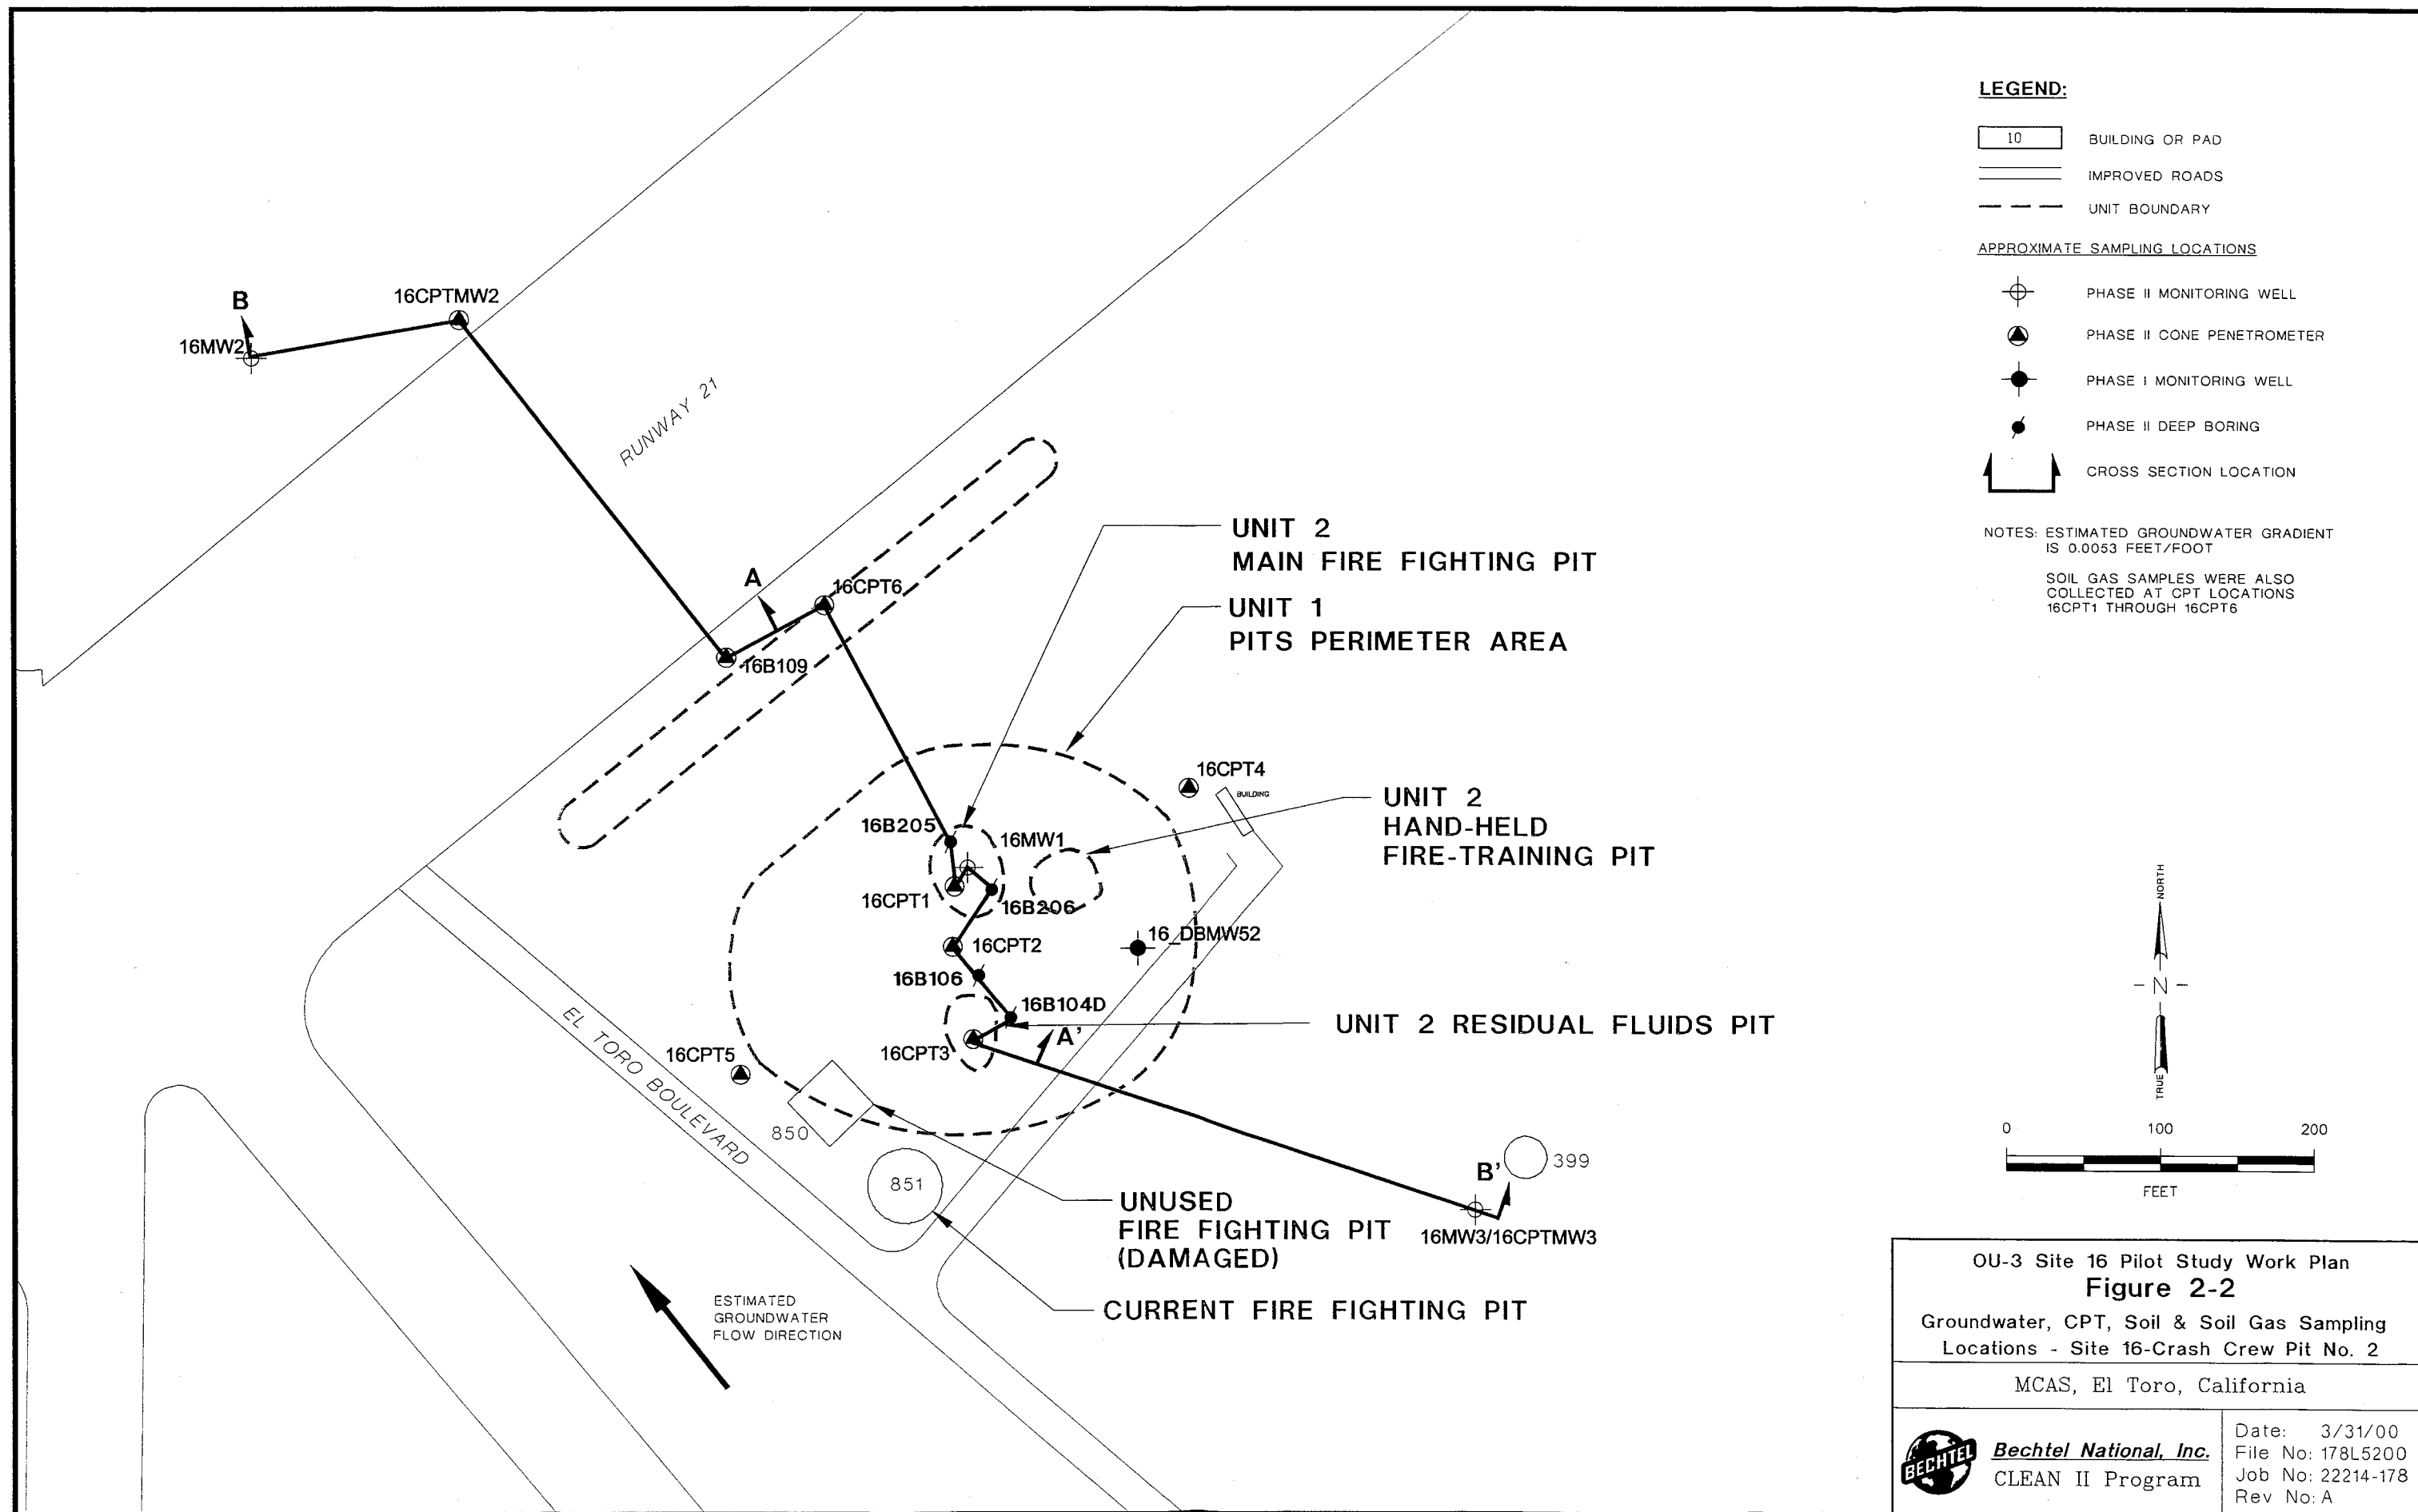 LEGEND:
10
BUILDING OR PAD
IMPROVED ROADS
UNIT BOUNDARY
APPROXIMATE SAMPLING LOCATIONS
PHASE II MONITORING WELL
PHASE II CONE PENETROMETER
PHASE I MONITORING WELL
PHASE II DEEP BORING
CROSS SECTION LOCATION
NOTES: ESTIMATED GROUNDWATER GRADIENT
IS 0.0053 FEET/FOOT
SOIL GAS SAMPLES WERE ALSO
COLLECTED AT CPT LOCATIONS
16CPT1 THROUGH 16CPT6
B
16CPTMW2
16MW2
RUNWAY 21
A
16CPT6
16B109
UNIT 2
MAIN FIRE FIGHTING PIT
UNIT 1
PITS PERIMETER AREA
16CPT4
BUILDING
UNIT 2
HAND-HELD
FIRE-TRAINING PIT
16B205
16MW1
16CPT1
16B206
16CPT2
16_DBMW52
16B106
16B104D
UNIT 2 RESIDUAL FLUIDS PIT
A'
16CPT3
16CPT5
EL TORO BOULEVARD
850
851
399
B'
16MW3/16CPTMW3
UNUSED
FIRE FIGHTING PIT
(DAMAGED)
CURRENT FIRE FIGHTING PIT
ESTIMATED
GROUNDWATER
FLOW DIRECTION
NORTH
- N -
TRUE
0 100 200
FEET
OU-3 Site 16 Pilot Study Work Plan
Figure 2-2
Groundwater, CPT, Soil & Soil Gas Sampling
Locations - Site 16-Crash Crew Pit No. 2
MCAS, El Toro, California
BECHTEL
Bechtel National, Inc.
CLEAN II Program
Date: 3/31/00
File No: 178L5200
Job No: 22214-178
Rev No: A